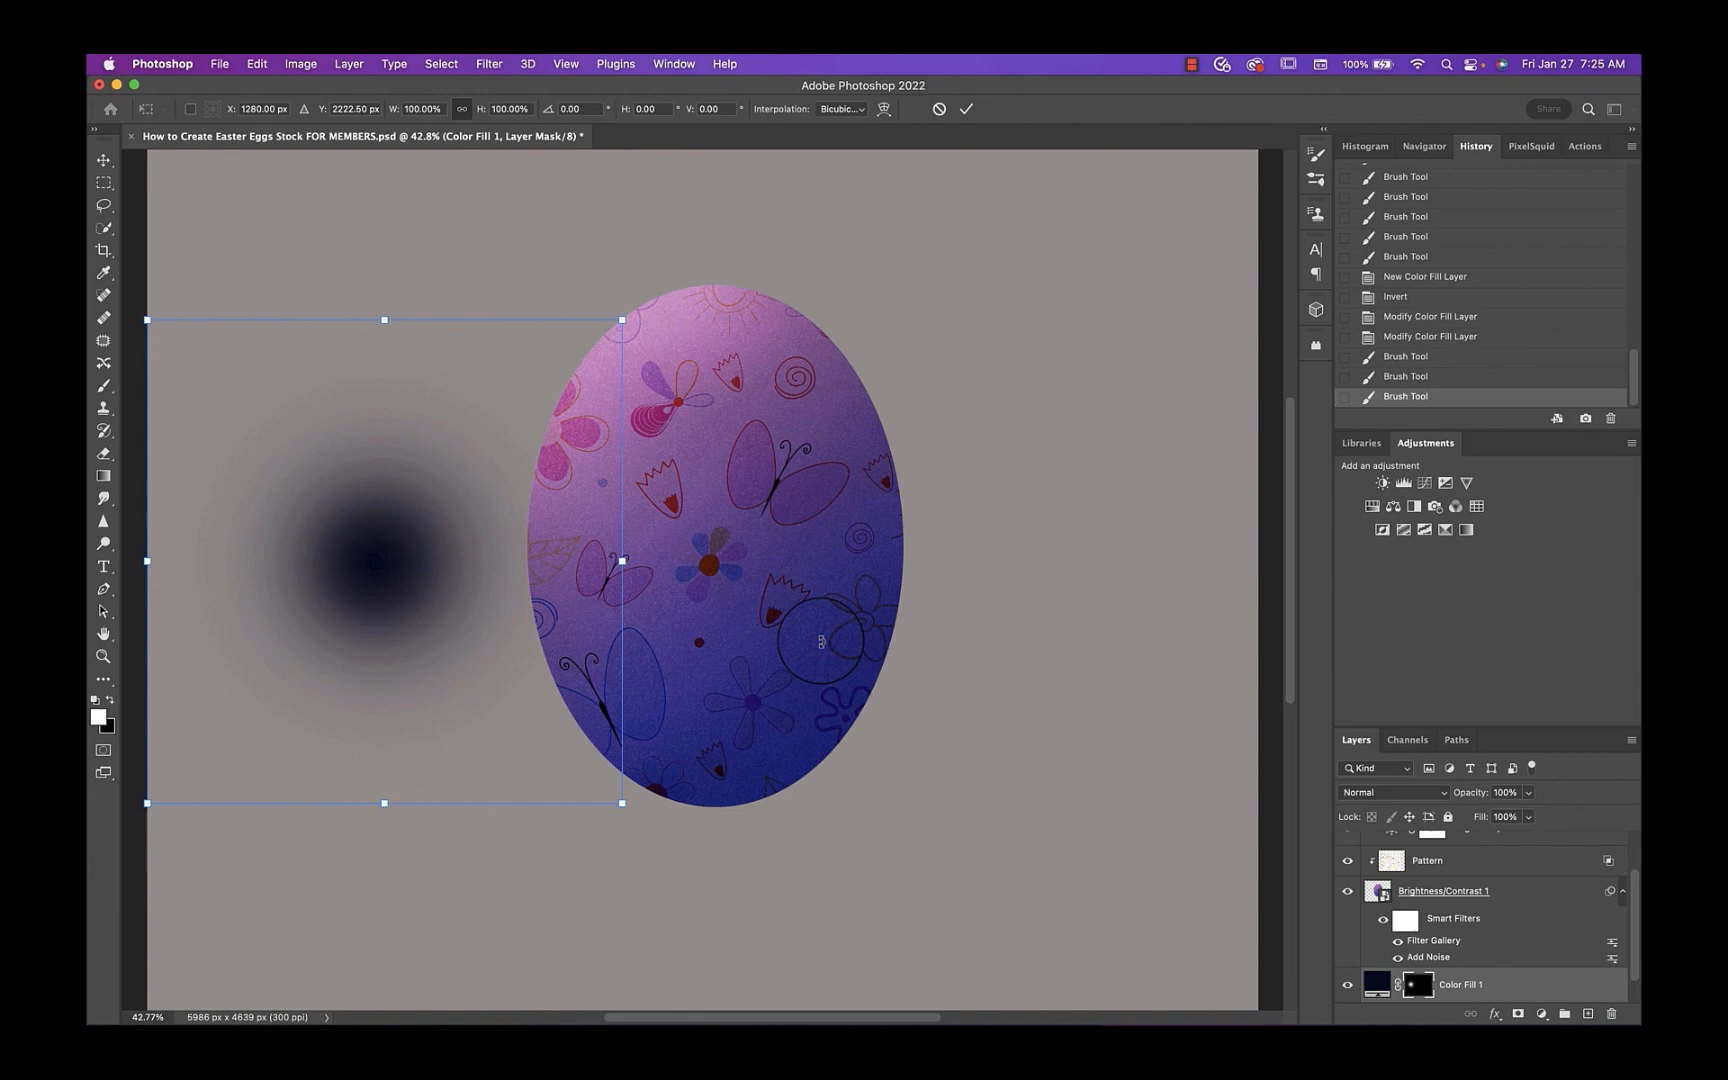 Photoshop File Edit Image Layer Type Select Filter 3D View Plugins Window Help 100% Fri Jan 27 7:25 AM
Adobe Photoshop 2022
X: 1280.00 px Y: 2222.50 px W: 100.00% H: 100.00% 0.00 ° H: 0.00 ° V: 0.00 ° Interpolation: Bicubic... Share
How to Create Easter Eggs Stock FOR MEMBERS.psd @ 42.8% (Color Fill 1, Layer Mask/8) *
Histogram Navigator History PixelSquid Actions
Brush Tool
Brush Tool
Brush Tool
Brush Tool
Brush Tool
New Color Fill Layer
Invert
Modify Color Fill Layer
Modify Color Fill Layer
Brush Tool
Brush Tool
Brush Tool
Libraries Adjustments
Add an adjustment
Layers Channels Paths
Kind
Normal Opacity: 100%
Lock: Fill: 100%
Pattern
Brightness/Contrast 1
Smart Filters
Filter Gallery
Add Noise
Color Fill 1
42.77% 5986 px x 4639 px (300 ppi)